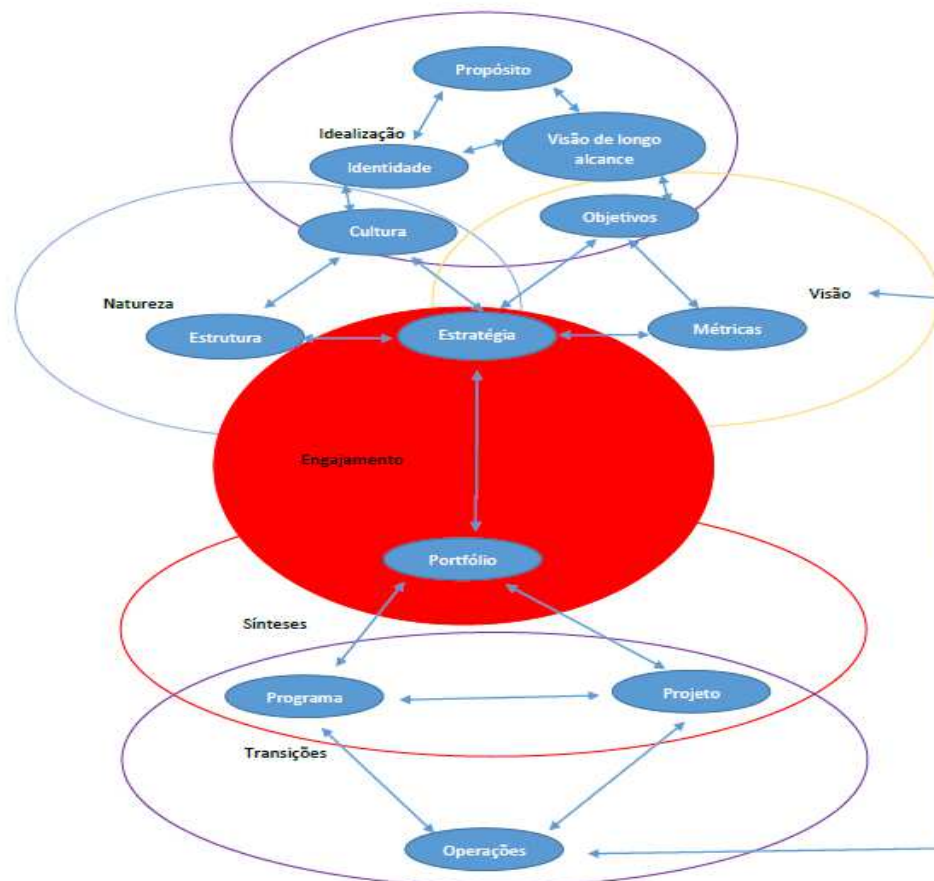 Propósito
Idealização
Visão de longo
alcance
Identidade
Objetivos
Cultura
Natureza
Visão
Estrutura
Estratégia
Métricas
Engajamento
Portfólio
Sínteses
Programa
Projeto
Transições
Operações